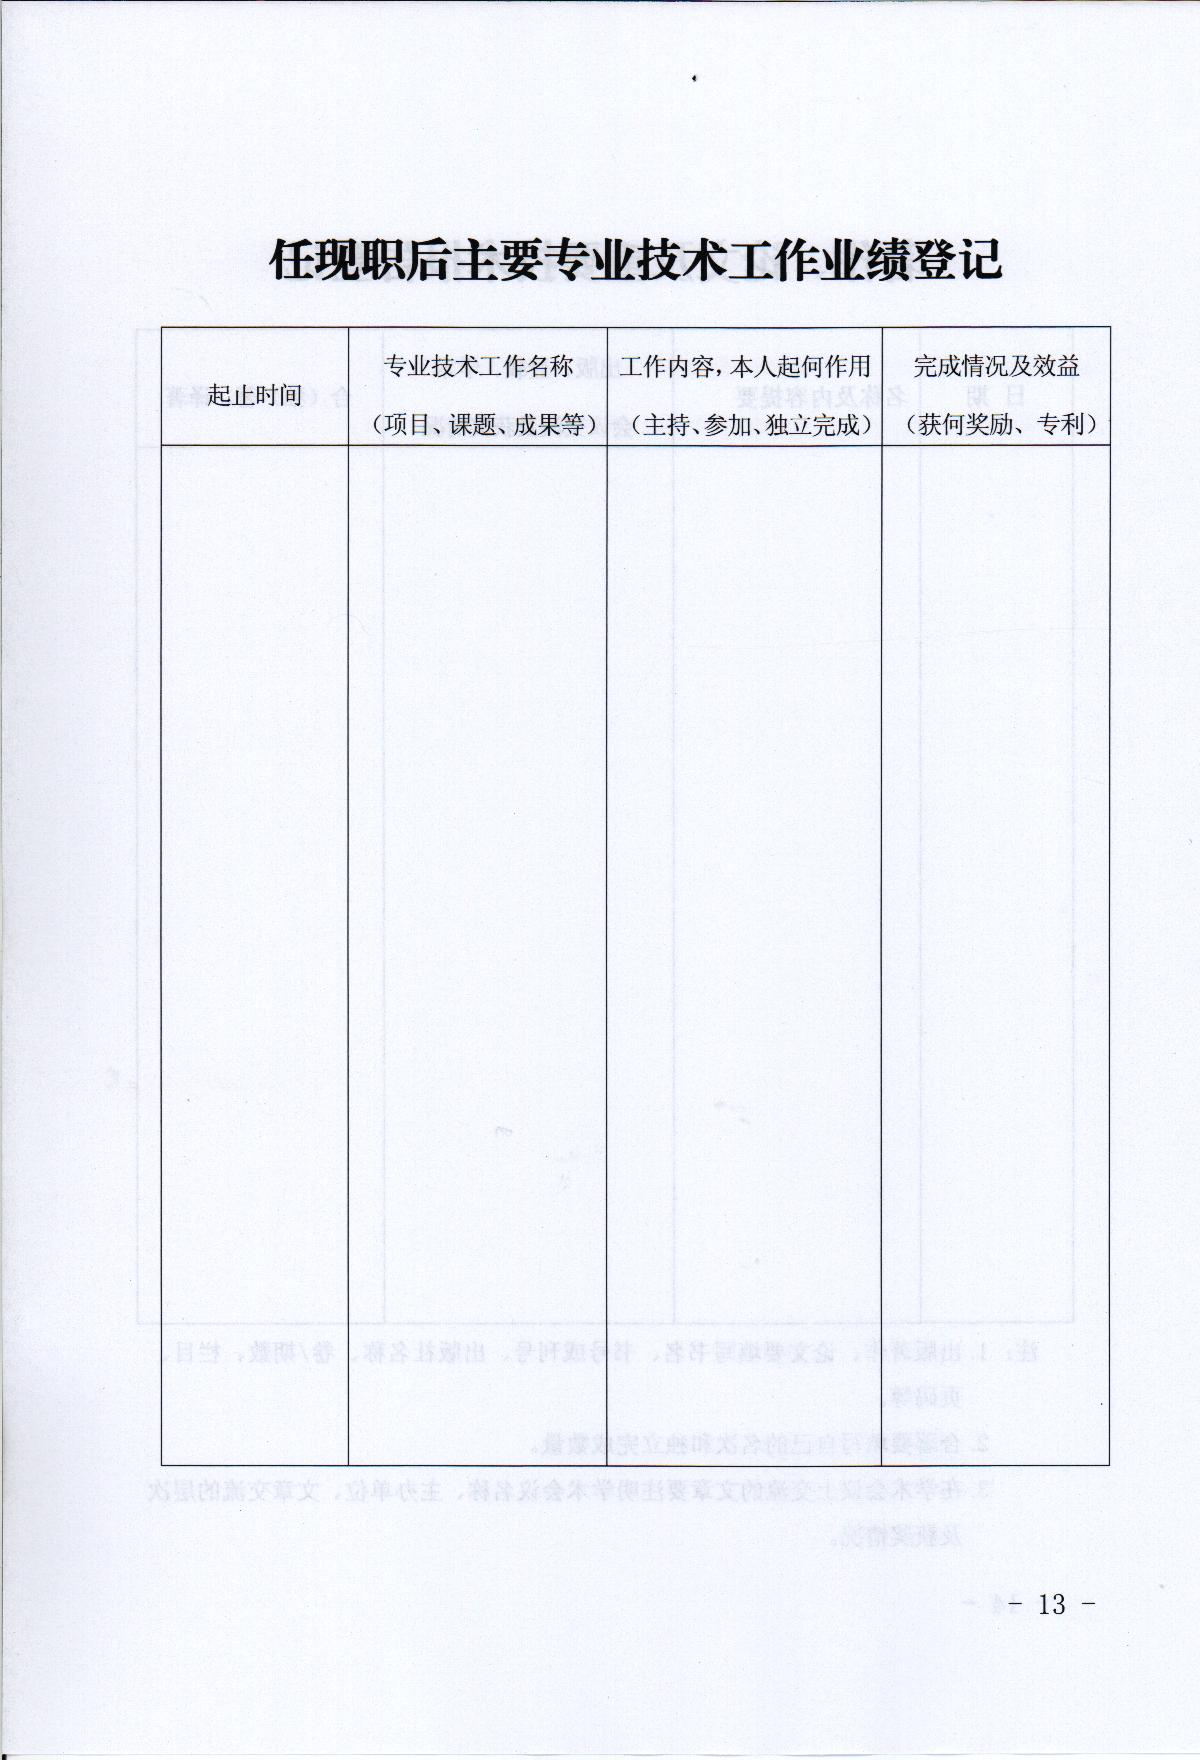 任现职后主要专业技术工作业绩登记
起止时间
专业技术工作名称
（项目、课题、成果等）
工作内容，本人起何作用
（主持、参加、独立完成）
完成情况及效益
（获何奖励、专利）
- 13 -